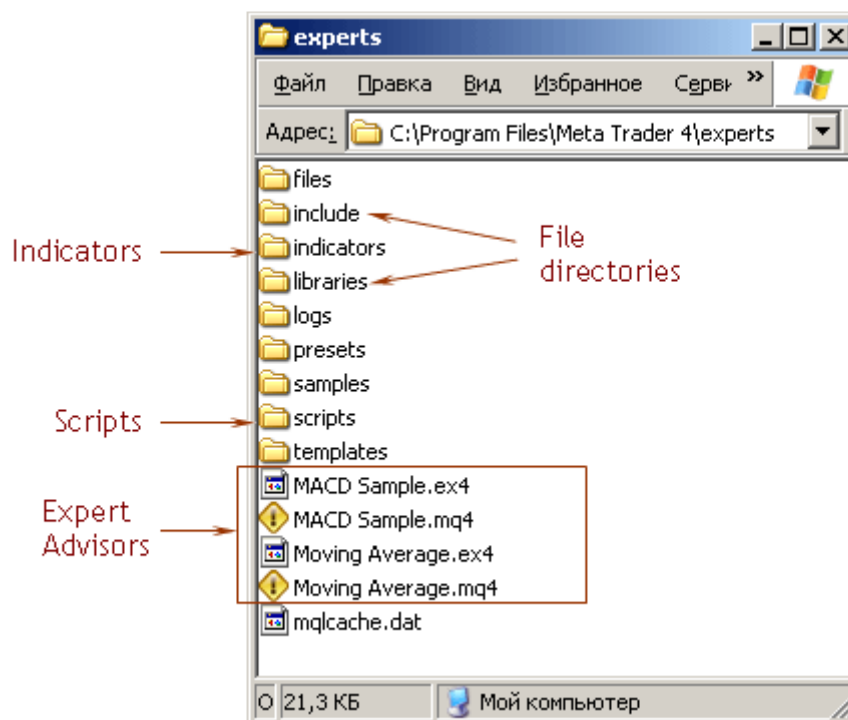 experts
Файл Правка Вид Избранное Серви »
Адрес: C:\Program Files\Meta Trader 4\experts
files
include
File
directories
Indicators
indicators
libraries
logs
presets
samples
Scripts
scripts
templates
Expert
Advisors
MACD Sample.ex4
MACD Sample.mq4
Moving Average.ex4
Moving Average.mq4
mqlcache.dat
О 21,3 КБ Мой компьютер